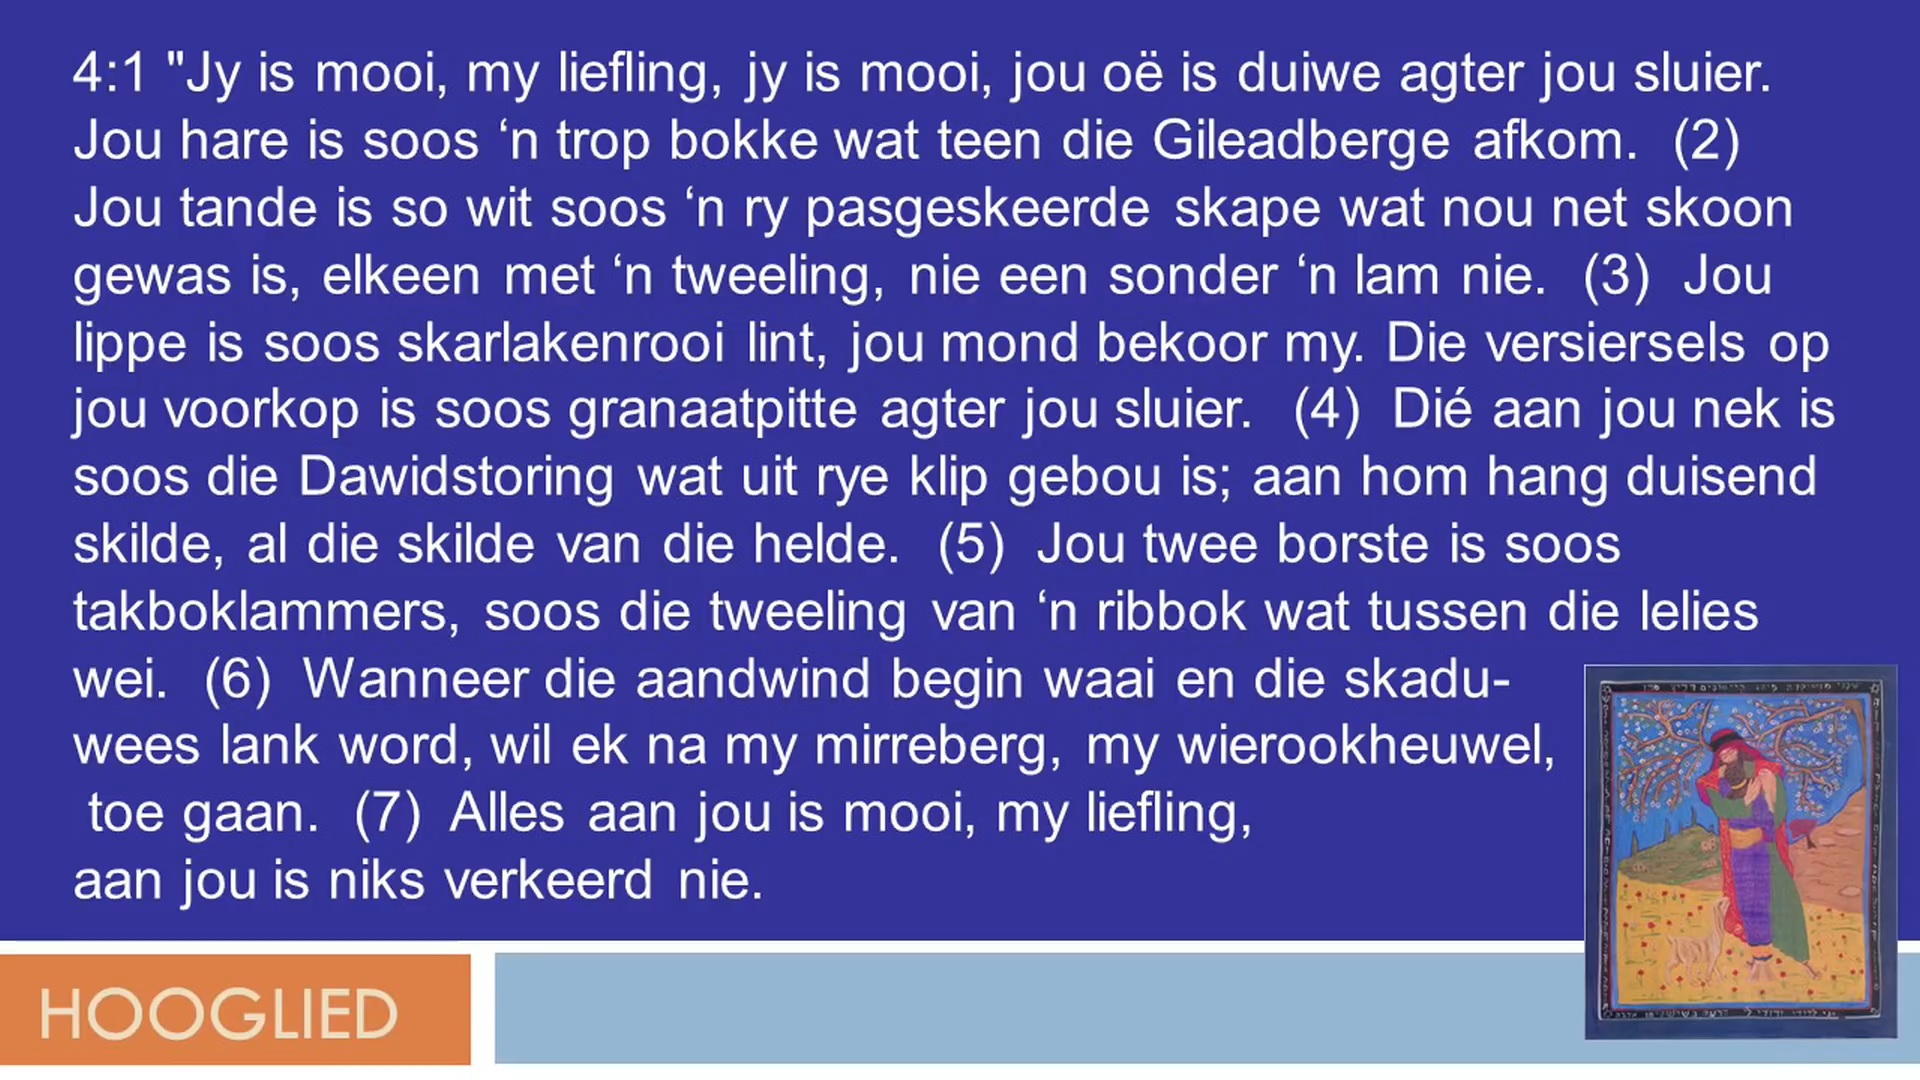 4:1 "Jy is mooi, my liefling, jy is mooi, jou oë is duiwe agter jou sluier.
Jou hare is soos ‘n trop bokke wat teen die Gileadberge afkom. (2)
Jou tande is so wit soos ‘n ry pasgeskeerde skape wat nou net skoon
gewas is, elkeen met ‘n tweeling, nie een sonder ‘n lam nie. (3) Jou
lippe is soos skarlakenrooi lint, jou mond bekoor my. Die versiersels op
jou voorkop is soos granaatpitte agter jou sluier. (4) Dié aan jou nek is
soos die Dawidstoring wat uit rye klip gebou is; aan hom hang duisend
skilde, al die skilde van die helde. (5) Jou twee borste is soos
takboklammers, soos die tweeling van ‘n ribbok wat tussen die lelies
wei. (6) Wanneer die aandwind begin waai en die skadu-
wees lank word, wil ek na my mirreberg, my wierookheuwel,
toe gaan. (7) Alles aan jou is mooi, my liefling,
aan jou is niks verkeerd nie.
HOOGLIED